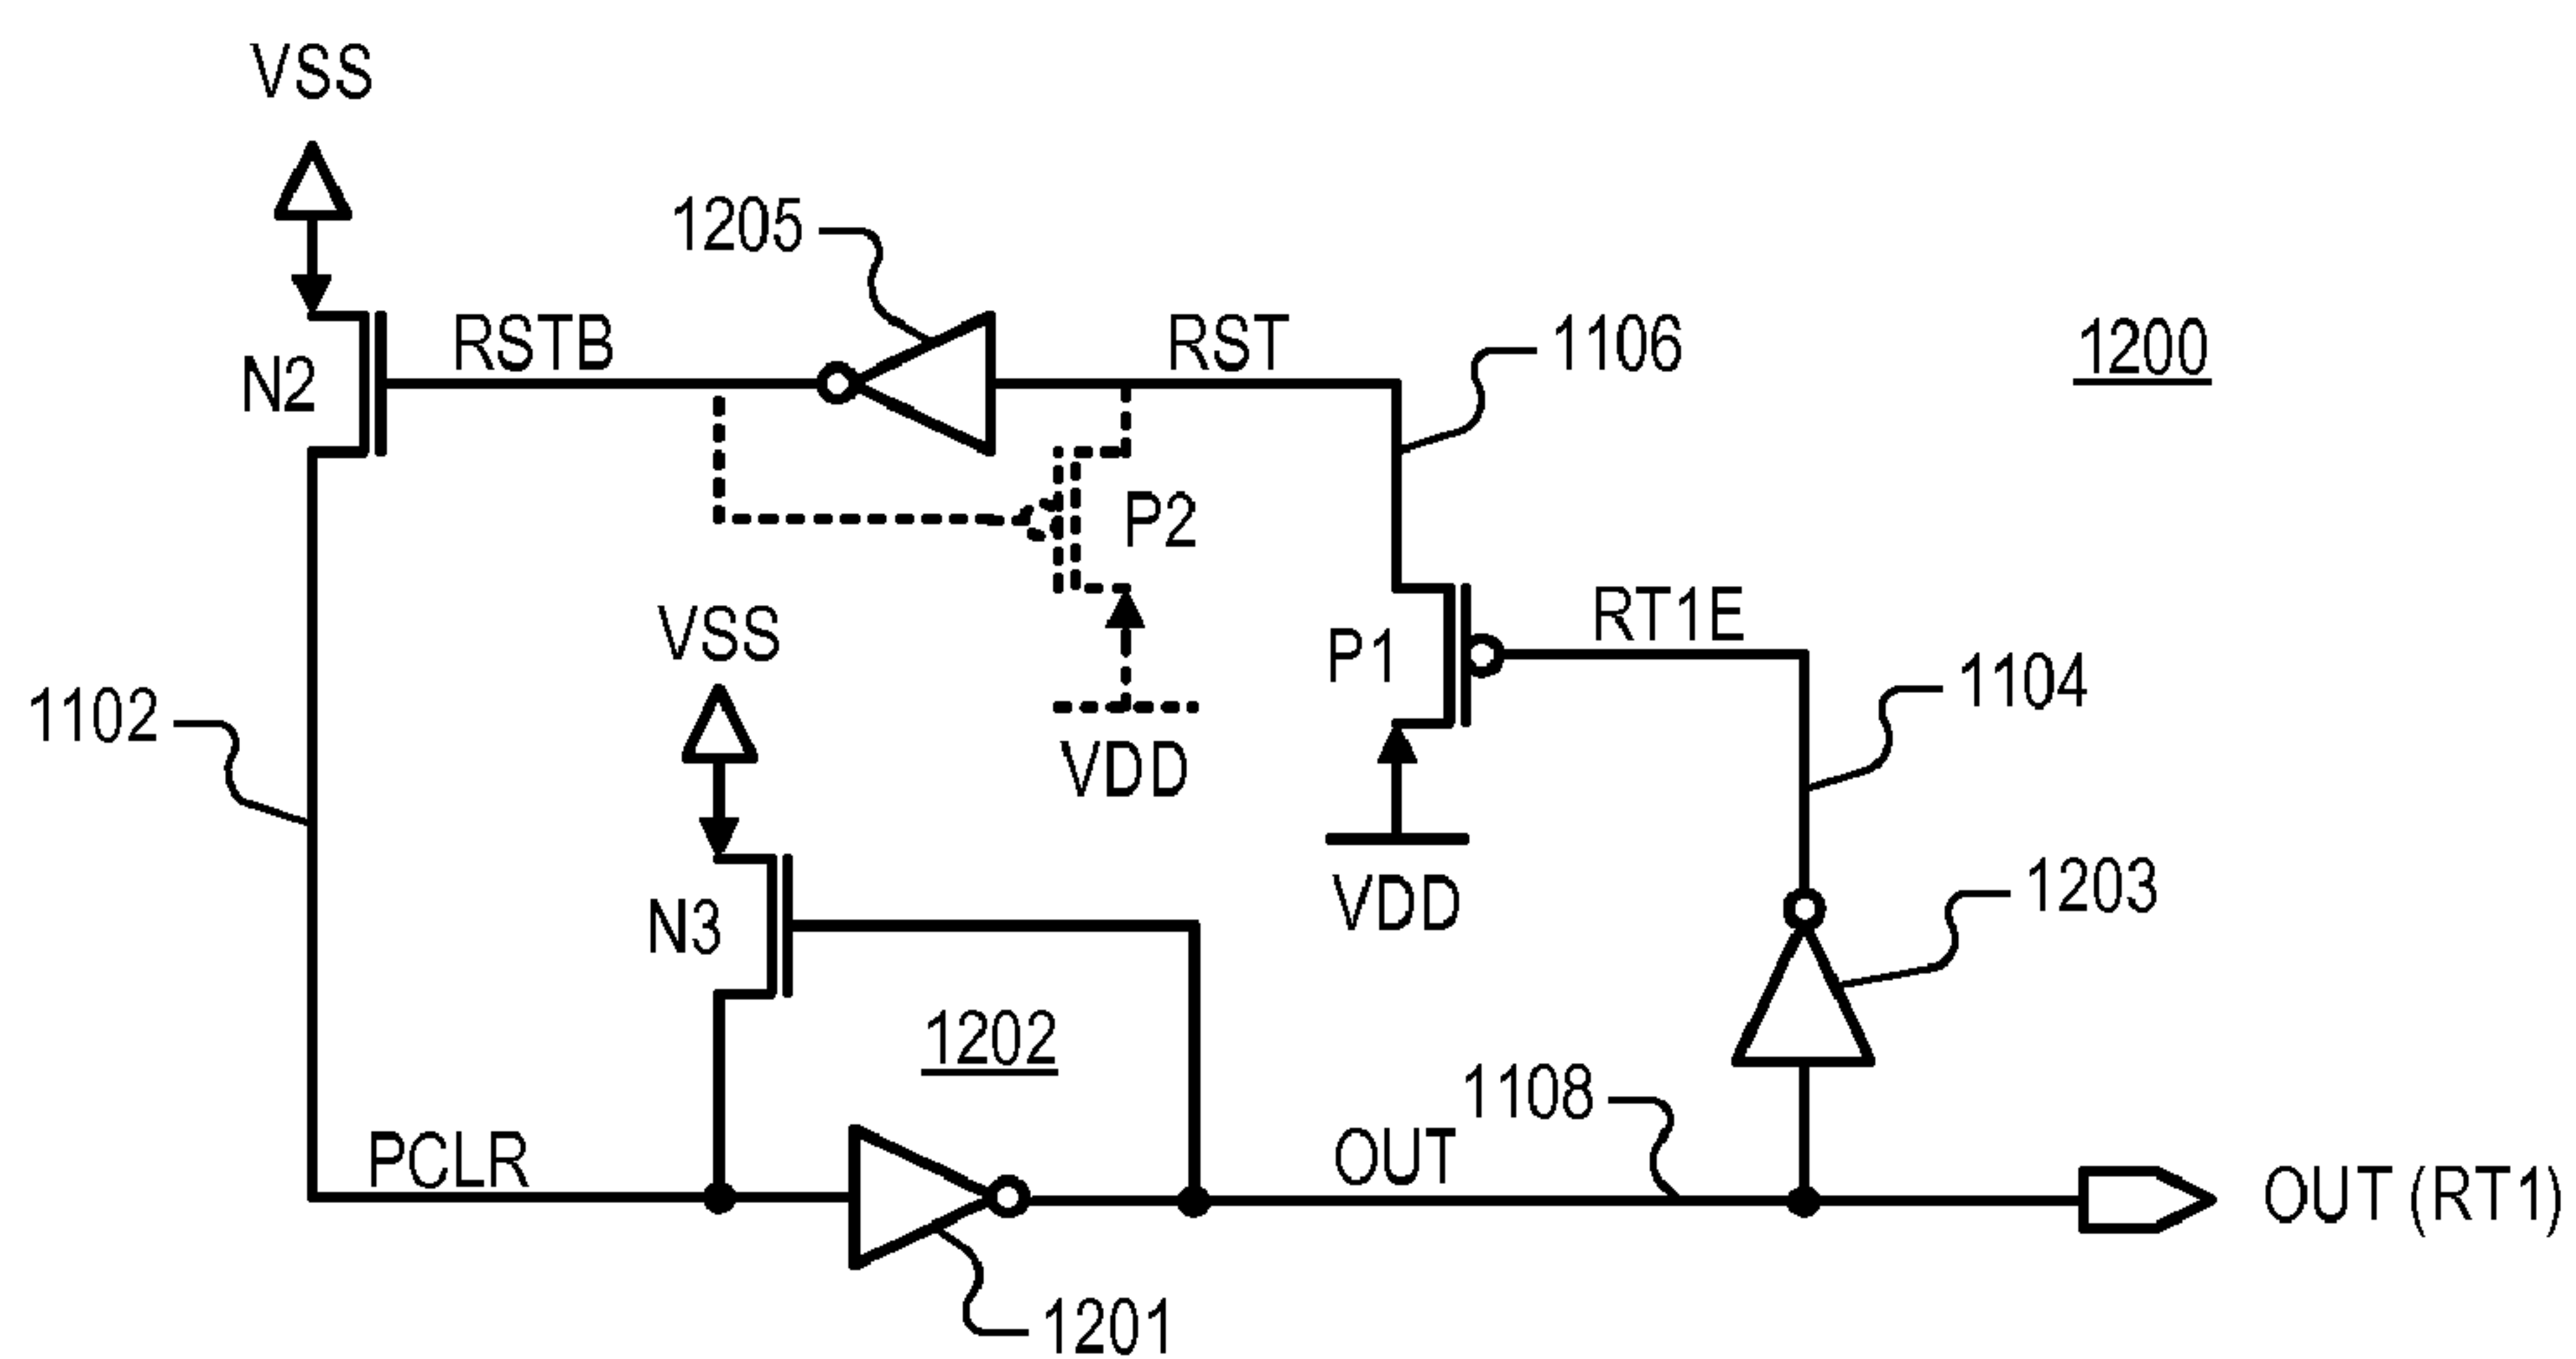 VSS
1205
RSTB
RST
1106
1200
N2
P2
VSS
RT1E
P1
1104
1102
VDD
N3
VDD
1203
1202
1108
PCLR
OUT
OUT (RT1)
1201